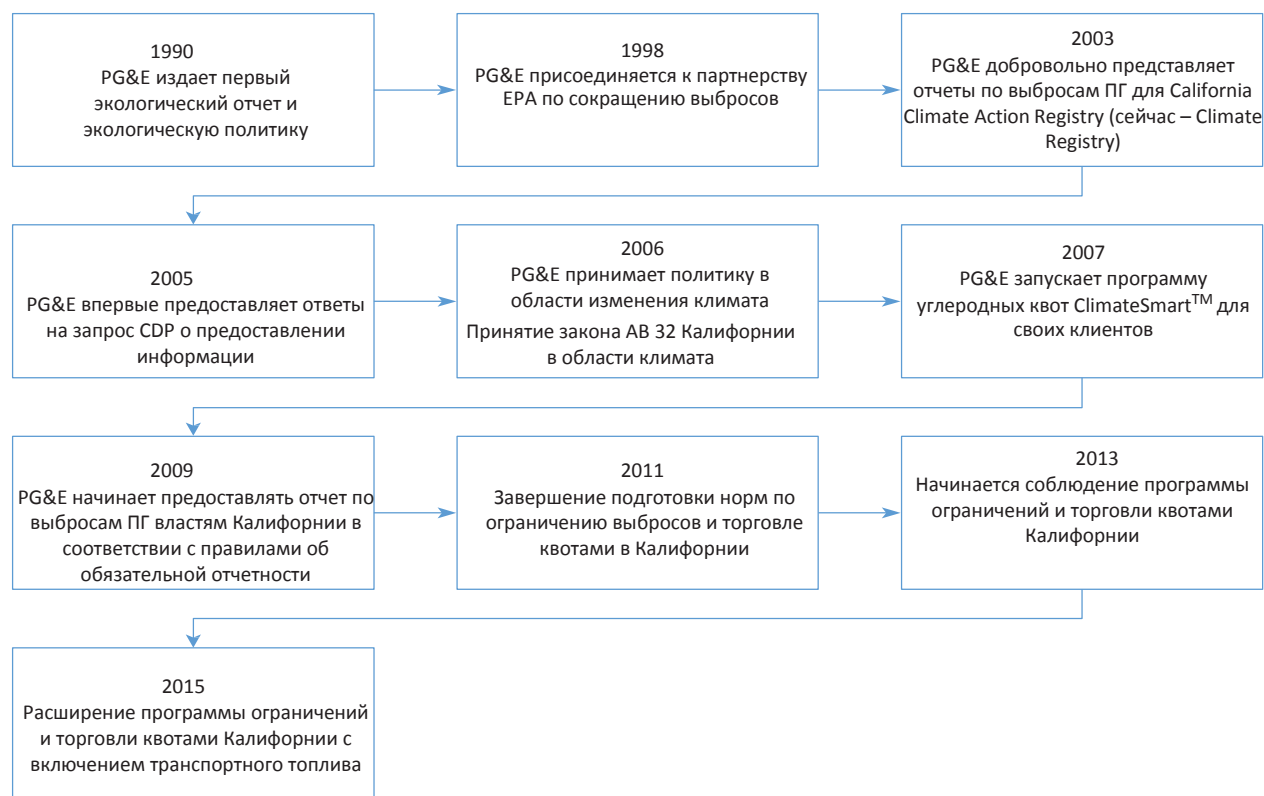 1990
PG&E издает первый
экологический отчет и
экологическую политику
1998
PG&E присоединяется к партнерству
EPA по сокращению выбросов
2003
PG&E добровольно представляет
отчеты по выбросам ПГ для California
Climate Action Registry (сейчас – Climate
Registry)
2005
PG&E впервые предоставляет ответы
на запрос CDP о предоставлении
информации
2006
PG&E принимает политику в
области изменения климата
Принятие закона AB 32 Калифорнии
в области климата
2007
PG&E запускает программу
углеродных квот ClimateSmart™ для
своих клиентов
2009
PG&E начинает предоставлять отчет по
выбросам ПГ властям Калифорнии в
соответствии с правилами об
обязательной отчетности
2011
Завершение подготовки норм по
ограничению выбросов и торговле
квотами в Калифорнии
2013
Начинается соблюдение программы
ограничений и торговли квотами
Калифорнии
2015
Расширение программы ограничений
и торговли квотами Калифорнии с
включением транспортного топлива